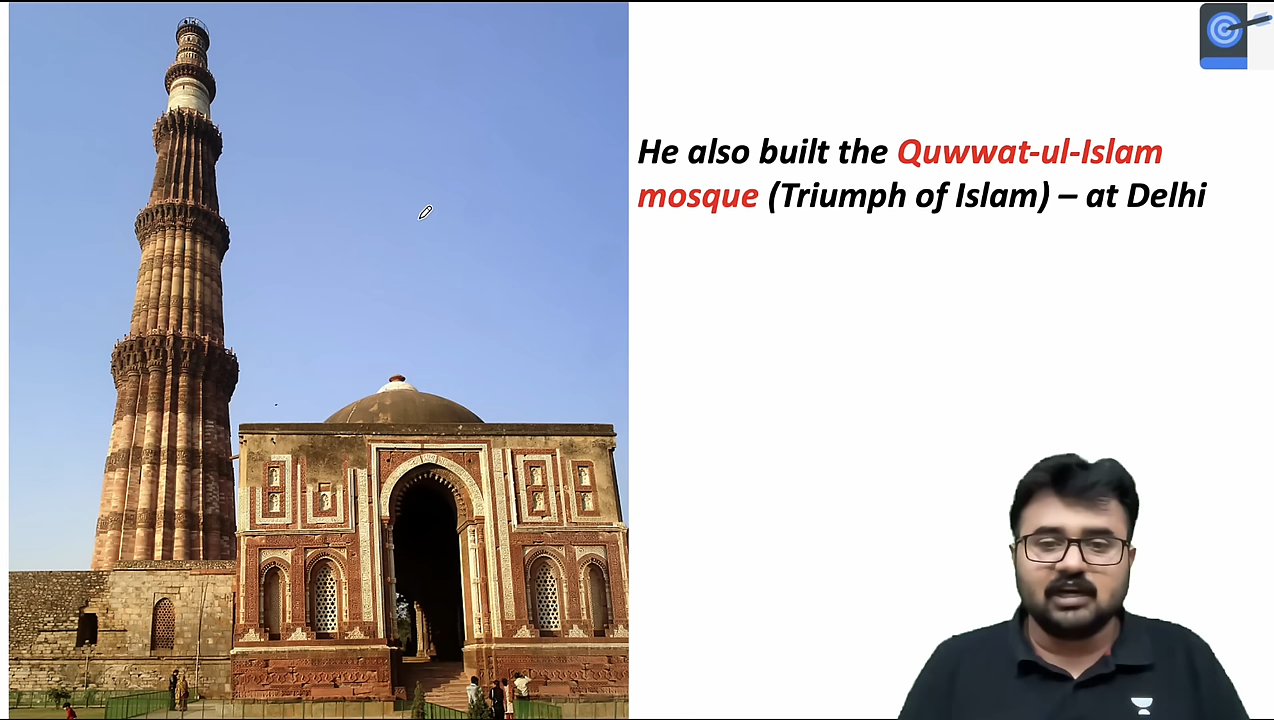 He also built the Quwwat-ul-Islam
mosque (Triumph of Islam) – at Delhi